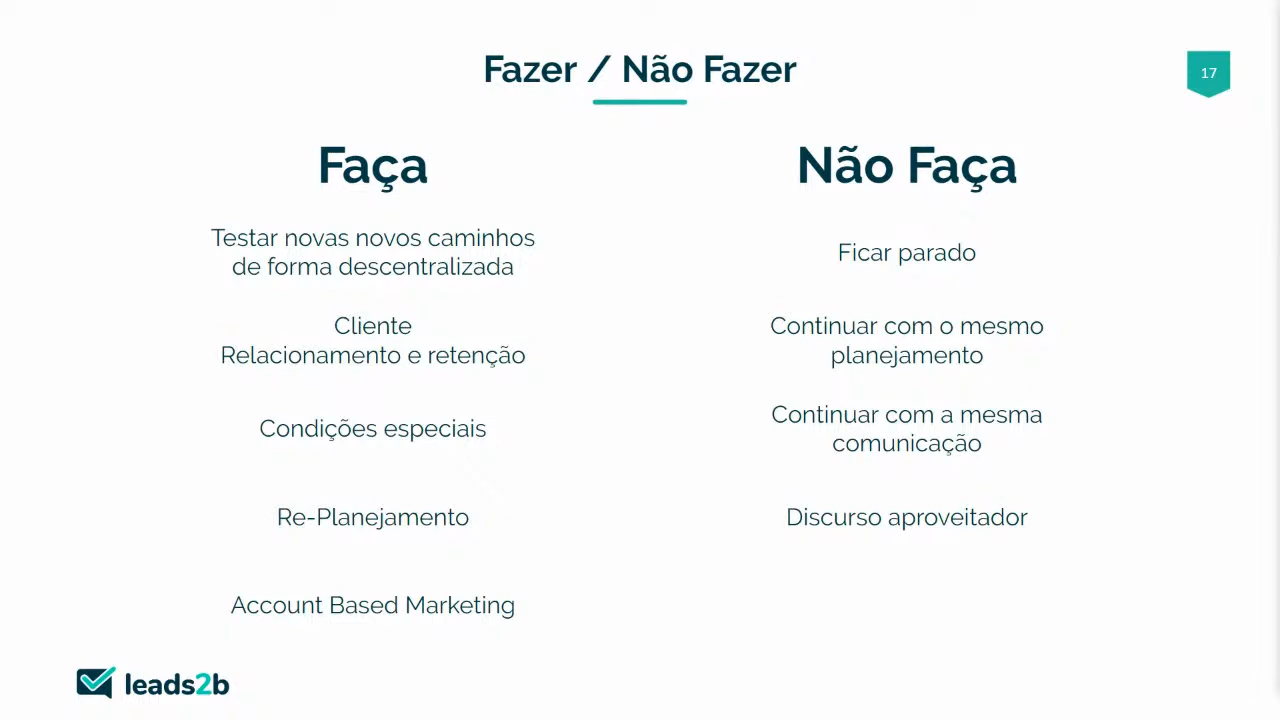 Fazer / Não Fazer
17
Faça
Não Faça
Testar novas novos caminhos
de forma descentralizada
Ficar parado
Cliente
Relacionamento e retenção
Continuar com o mesmo
planejamento
Condições especiais
Continuar com a mesma
comunicação
Re-Planejamento
Discurso aproveitador
Account Based Marketing
leads2b